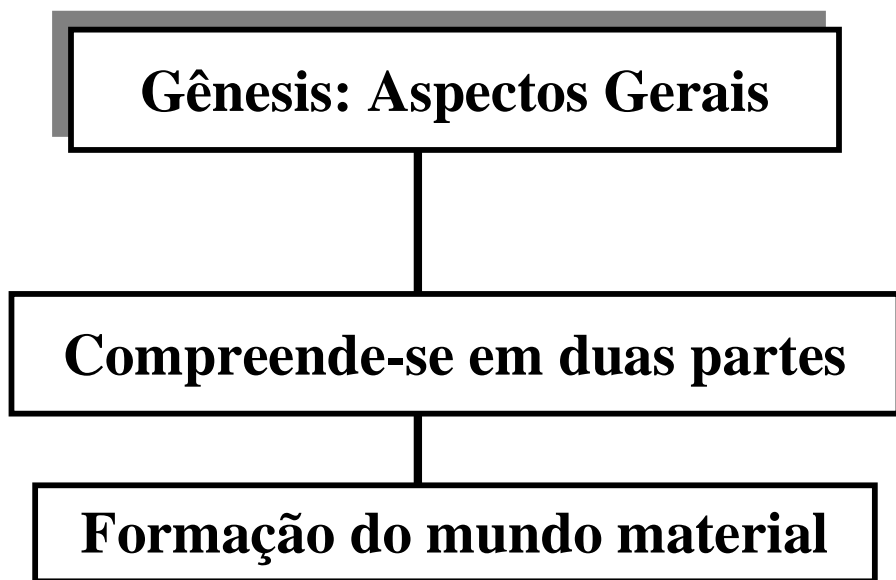 Gênesis: Aspectos Gerais
Compreende-se em duas partes
Formação do mundo material